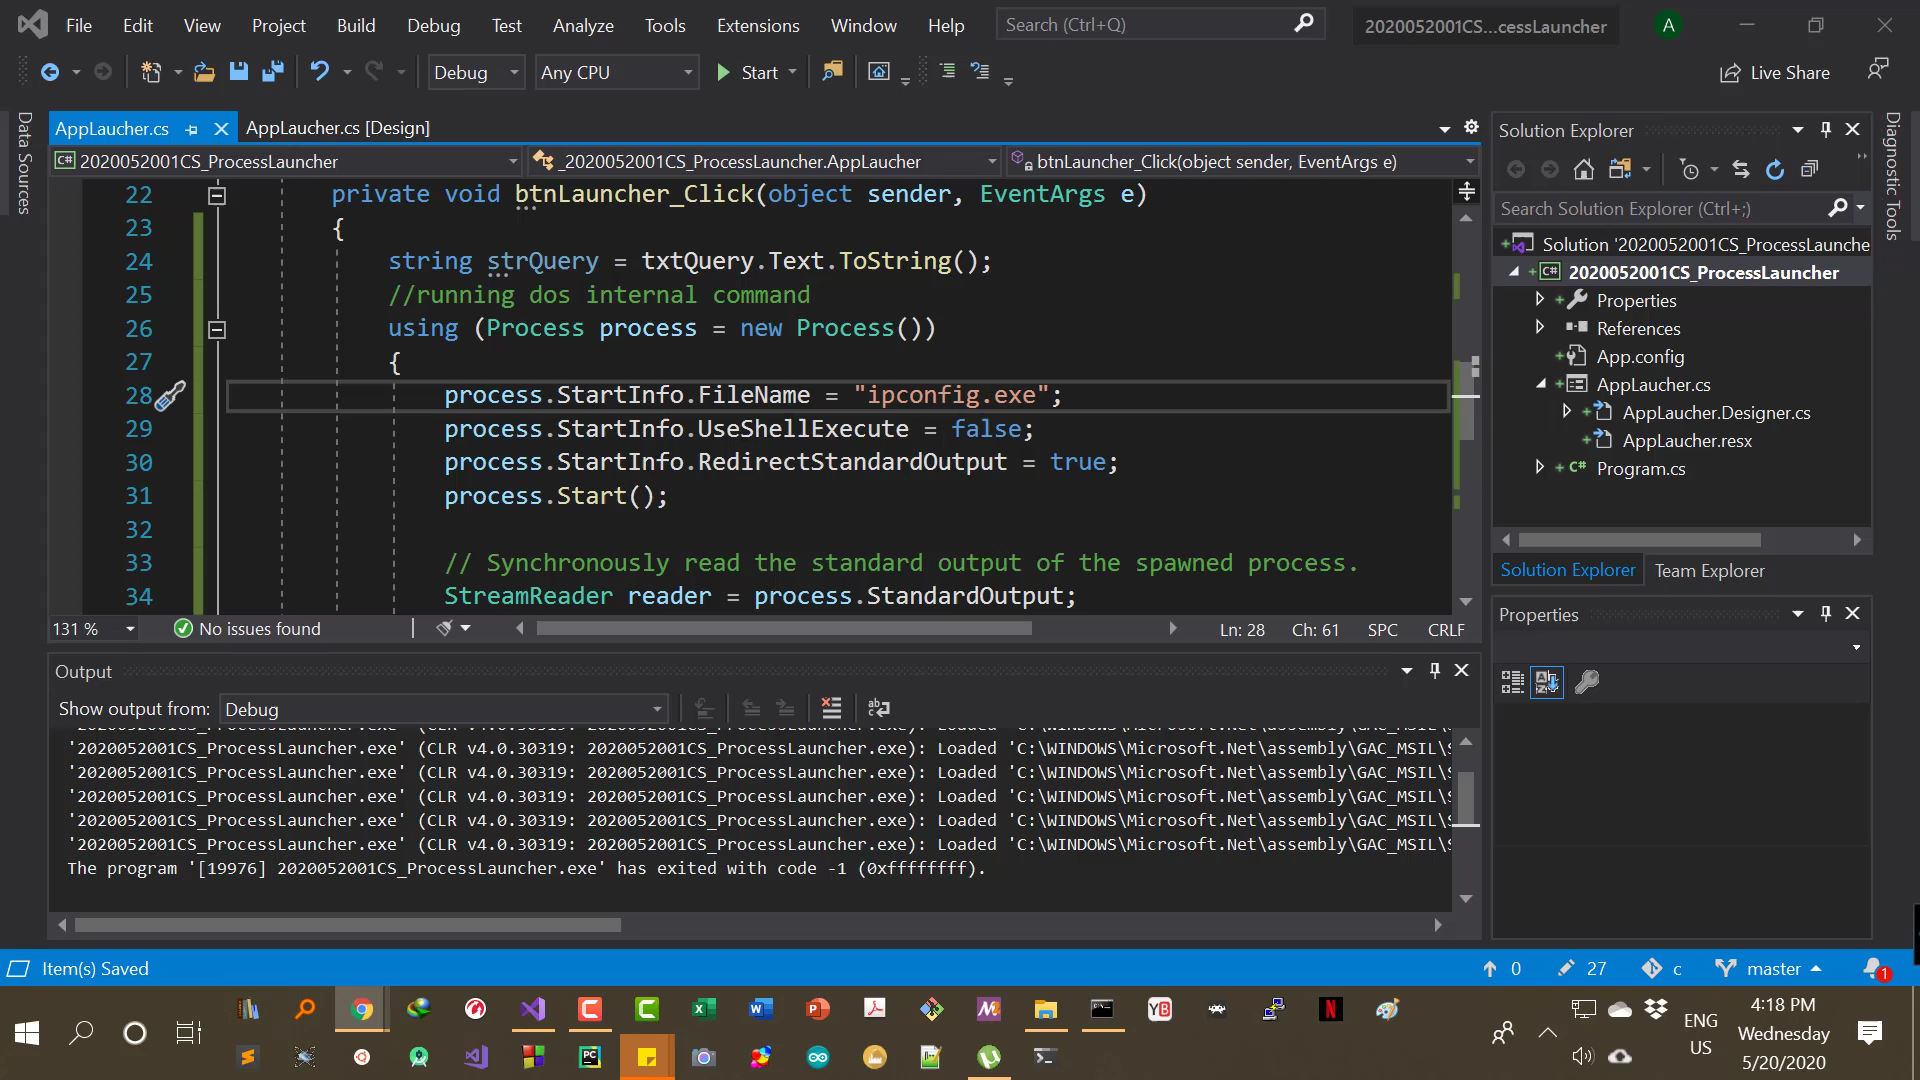 File Edit View Project Build Debug Test Analyze Tools Extensions Window Help Search (Ctrl+Q) 2020052001CS...cessLauncher A
Debug Any CPU Start Live Share
Data Sources
AppLaucher.cs AppLaucher.cs [Design]
2020052001CS_ProcessLauncher _2020052001CS_ProcessLauncher.AppLaucher btnLauncher_Click(object sender, EventArgs e)
22 private void btnLauncher_Click(object sender, EventArgs e)
23 {
24 string strQuery = txtQuery.Text.ToString();
25 //running dos internal command
26 using (Process process = new Process())
27 {
28 process.StartInfo.FileName = "ipconfig.exe";
29 process.StartInfo.UseShellExecute = false;
30 process.StartInfo.RedirectStandardOutput = true;
31 process.Start();
32
33 // Synchronously read the standard output of the spawned process.
34 StreamReader reader = process.StandardOutput;
131 % No issues found Ln: 28 Ch: 61 SPC CRLF
Output
Show output from: Debug
'2020052001CS_ProcessLauncher.exe' (CLR v4.0.30319: 2020052001CS_ProcessLauncher.exe): Loaded 'C:\WINDOWS\Microsoft.Net\assembly\GAC_MSIL\
'2020052001CS_ProcessLauncher.exe' (CLR v4.0.30319: 2020052001CS_ProcessLauncher.exe): Loaded 'C:\WINDOWS\Microsoft.Net\assembly\GAC_MSIL\
'2020052001CS_ProcessLauncher.exe' (CLR v4.0.30319: 2020052001CS_ProcessLauncher.exe): Loaded 'C:\WINDOWS\Microsoft.Net\assembly\GAC_MSIL\
'2020052001CS_ProcessLauncher.exe' (CLR v4.0.30319: 2020052001CS_ProcessLauncher.exe): Loaded 'C:\WINDOWS\Microsoft.Net\assembly\GAC_MSIL\
'2020052001CS_ProcessLauncher.exe' (CLR v4.0.30319: 2020052001CS_ProcessLauncher.exe): Loaded 'C:\WINDOWS\Microsoft.Net\assembly\GAC_MSIL\
The program '[19976] 2020052001CS_ProcessLauncher.exe' has exited with code -1 (0xffffffff).
Solution Explorer
Search Solution Explorer (Ctrl+;)
Solution '2020052001CS_ProcessLaunche
2020052001CS_ProcessLauncher
Properties
References
App.config
AppLaucher.cs
AppLaucher.Designer.cs
AppLaucher.resx
Program.cs
Solution Explorer Team Explorer
Properties
Diagnostic Tools
Item(s) Saved 0 27 c master 1
ENG
US
4:18 PM
Wednesday
5/20/2020